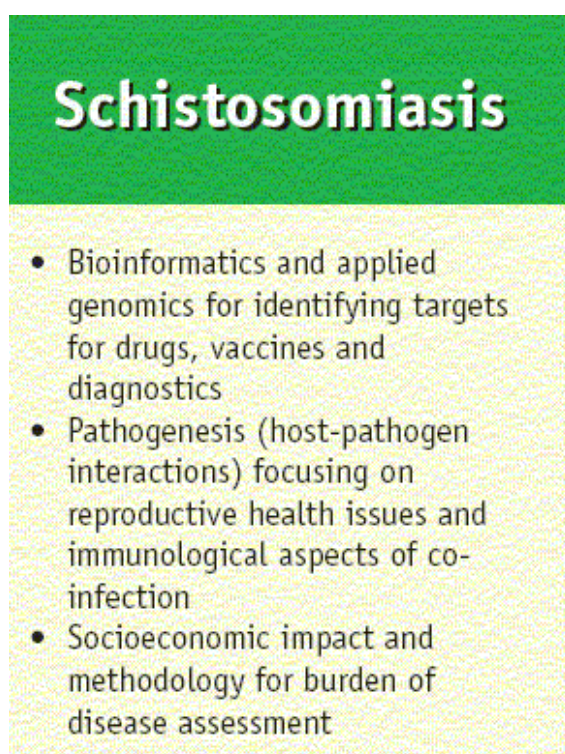 Schistosomiasis
• Bioinformatics and applied
genomics for identifying targets
for drugs, vaccines and
diagnostics
• Pathogenesis (host-pathogen
interactions) focusing on
reproductive health issues and
immunological aspects of co-
infection
• Socioeconomic impact and
methodology for burden of
disease assessment